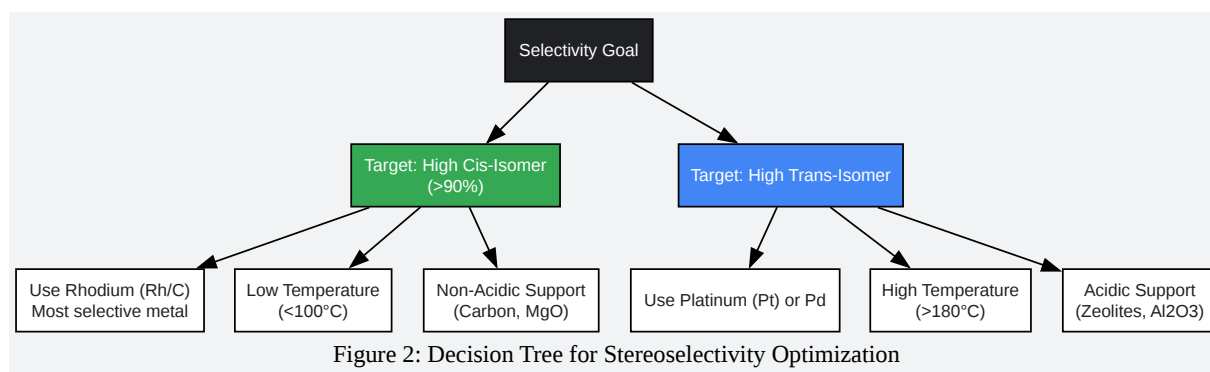 Selectivity Goal
Target: High Cis-Isomer
(>90%)
Target: High Trans-Isomer
Use Rhodium (Rh/C)
Most selective metal
Low Temperature
(<100°C)
Non-Acidic Support
(Carbon, MgO)
Use Platinum (Pt) or Pd
High Temperature
(>180°C)
Acidic Support
(Zeolites, Al2O3)
Figure 2: Decision Tree for Stereoselectivity Optimization